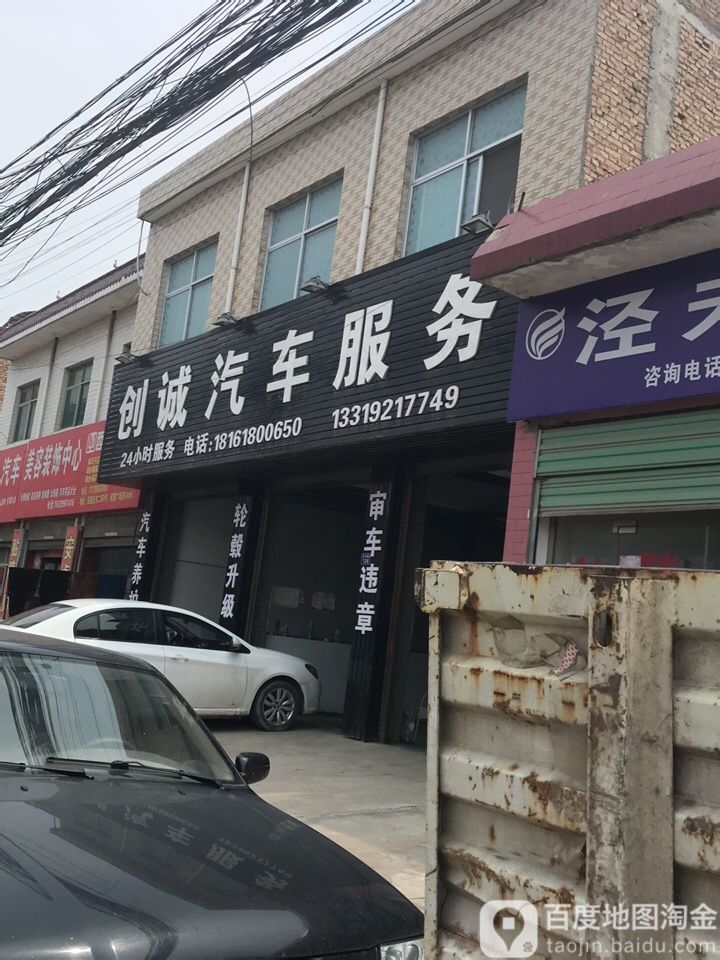 创诚汽车服务
24小时服务 电话:18161800650 13319217749
汽车养护
轮毂升级
审车违章
汽车 美容装饰中心
泾天
咨询电话
百度地图淘金
taojin.baidu.com